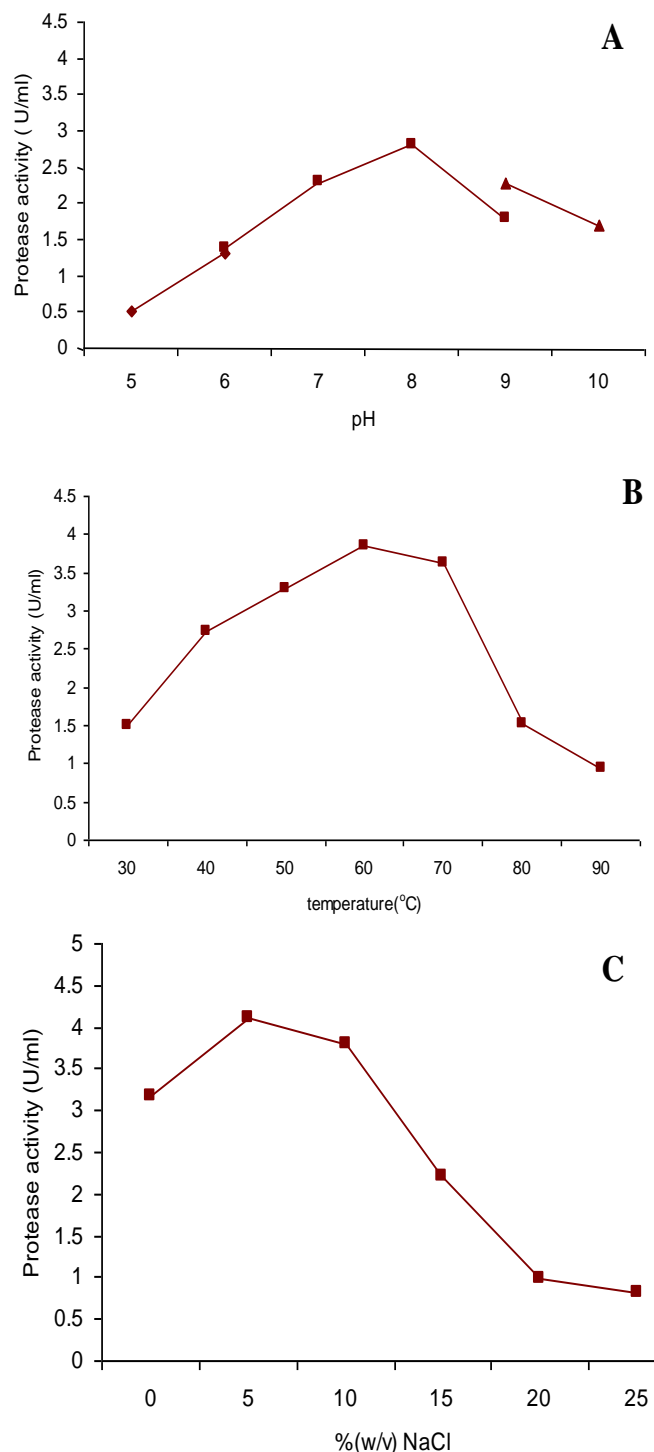 A
Protease activity ( U/ml)
4.5
4
3.5
3
2.5
2
1.5
1
0.5
0
5 6 7 8 9 10
pH
B
Protease activity (U/ml)
4.5
4
3.5
3
2.5
2
1.5
1
0.5
0
30 40 50 60 70 80 90
temperature(°C)
C
Protease activity (U/ml)
5
4.5
4
3.5
3
2.5
2
1.5
1
0.5
0
0 5 10 15 20 25
%(w/v) NaCl